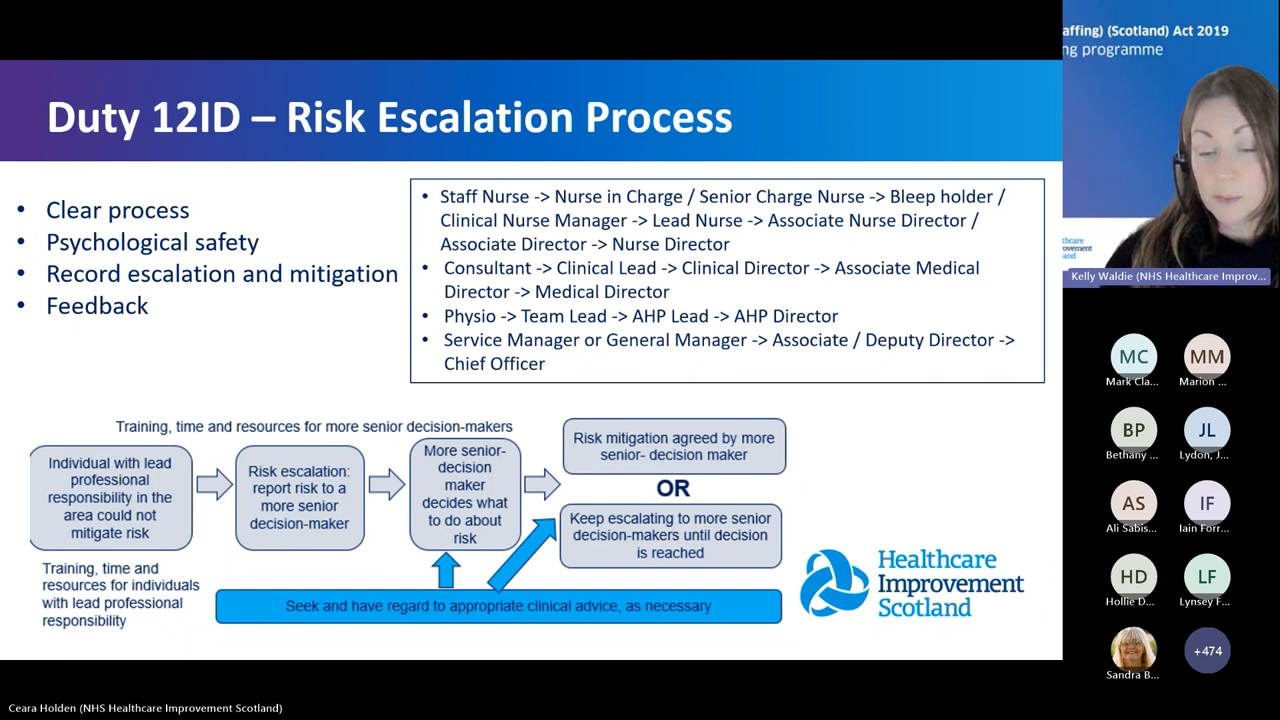 Duty 12ID – Risk Escalation Process
• Clear process
• Psychological safety
• Record escalation and mitigation
• Feedback
• Staff Nurse -> Nurse in Charge / Senior Charge Nurse -> Bleep holder /
Clinical Nurse Manager -> Lead Nurse -> Associate Nurse Director /
Associate Director -> Nurse Director
• Consultant -> Clinical Lead -> Clinical Director -> Associate Medical
Director -> Medical Director
• Physio -> Team Lead -> AHP Lead -> AHP Director
• Service Manager or General Manager -> Associate / Deputy Director ->
Chief Officer
Training, time and resources for more senior decision-makers
Individual with lead
professional
responsibility in the
area could not
mitigate risk
Risk escalation:
report risk to a
more senior
decision-maker
More senior-
decision
maker
decides what
to do about
risk
Risk mitigation agreed by more
senior- decision maker
OR
Keep escalating to more senior
decision-makers until decision
is reached
Training, time and
resources for individuals
with lead professional
responsibility
Seek and have regard to appropriate clinical advice, as necessary
Healthcare
Improvement
Scotland
affing) (Scotland) Act 2019
ng programme
thcare
ovement
and
Kelly Waldie (NHS Healthcare Improv...
MC
Mark Cla...
MM
Marion ...
BP
Bethany ...
JL
Lydon, J...
AS
Ali Sabis...
IF
Iain Forr...
HD
Hollie D...
LF
Lynsey F...
Sandra B...
+474
Ceara Holden (NHS Healthcare Improvement Scotland)